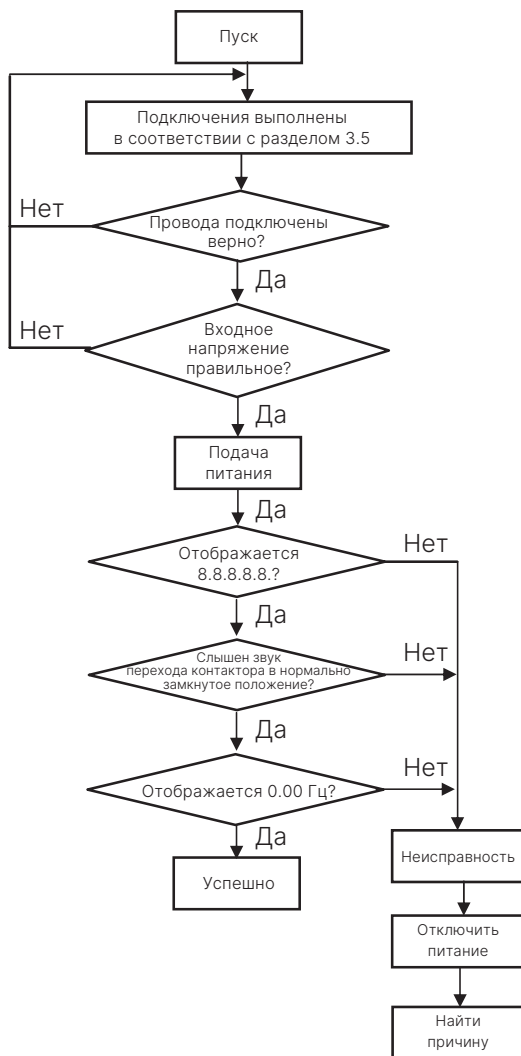 Пуск
Подключения выполнены
в соответствии с разделом 3.5
Нет
Провода подключены
верно?
Да
Нет
Входное
напряжение
правильное?
Да
Подача
питания
Да
Отображается
8.8.8.8.8.?
Нет
Да
Слышен звук
перехода контактора в нормально
замкнутое положение?
Нет
Да
Отображается 0.00 Гц?
Нет
Да
Успешно
Неисправность
Отключить
питание
Найти
причину